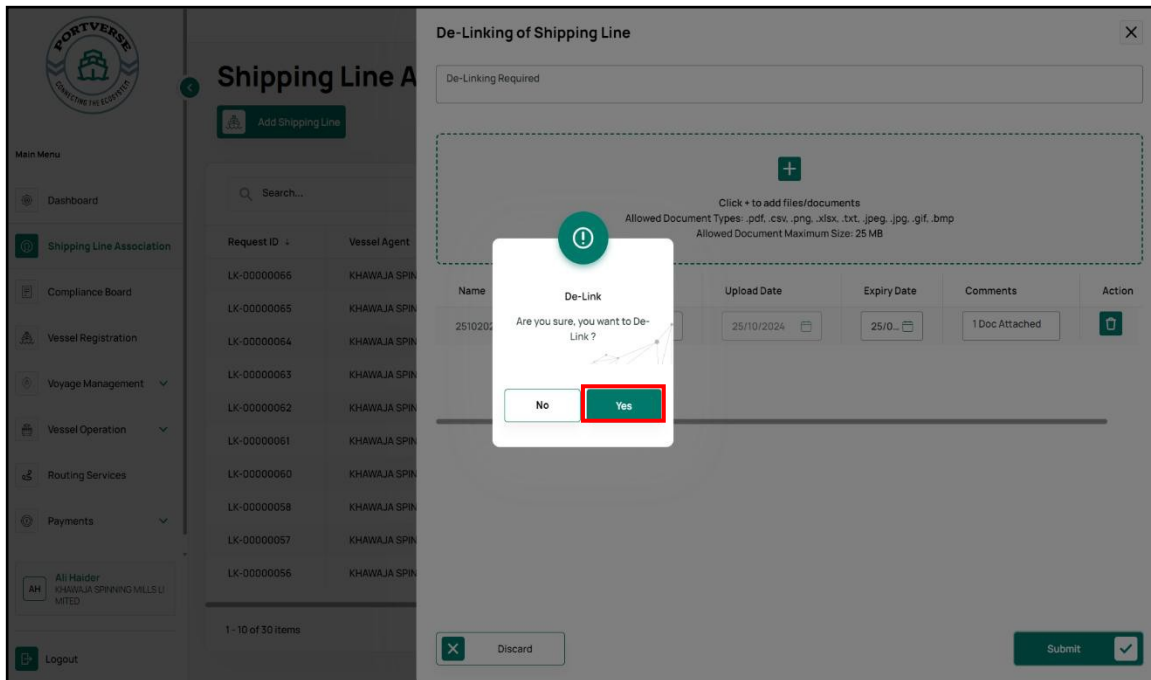 PORTVERSE
CONNECTING THE ECOSYSTEM
Main Menu
Dashboard
Shipping Line Association
Compliance Board
Vessel Registration
Voyage Management
Vessel Operation
Routing Services
Payments
AH
Ali Haider
KHAWAJA SPINNING MILLS LI
MITED
Logout
Shipping Line A
Add Shipping Line
Search...
Request ID ↓ Vessel Agent
LK-00000066 KHAWAJA SPIN
LK-00000065 KHAWAJA SPIN
LK-00000064 KHAWAJA SPIN
LK-00000063 KHAWAJA SPIN
LK-00000062 KHAWAJA SPIN
LK-00000061 KHAWAJA SPIN
LK-00000060 KHAWAJA SPIN
LK-00000058 KHAWAJA SPIN
LK-00000057 KHAWAJA SPIN
LK-00000056 KHAWAJA SPIN
1 - 10 of 30 items
De-Linking of Shipping Line
De-Linking Required
Click + to add files/documents
Allowed Document Types: .pdf, .csv, .png, .xlsx, .txt, .jpeg, .jpg, .gif, .bmp
Allowed Document Maximum Size: 25 MB
Name Upload Date Expiry Date Comments Action
2510202 25/10/2024 25/0... 1 Doc Attached
De-Link
Are you sure, you want to De-
Link ?
No Yes
Discard Submit